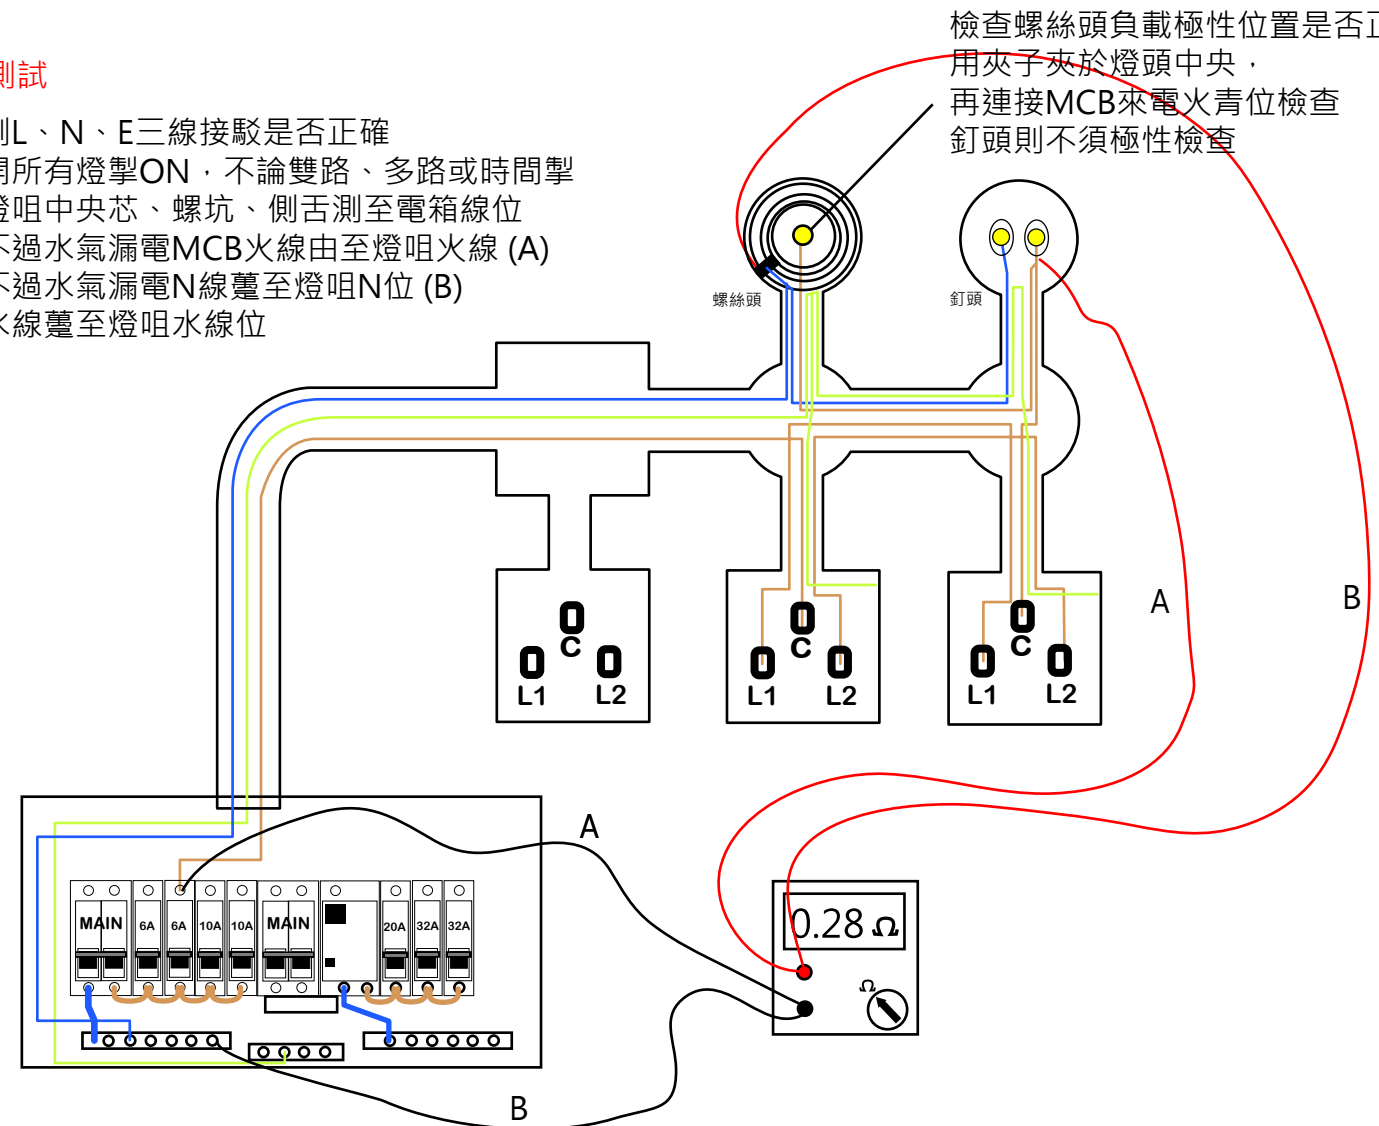 檢查螺絲頭負載極性位置是否正
用夾子夾於燈頭中央，
再連接MCB來電火青位檢查
釘頭則不須極性檢查
測試
測L、N、E三線接駁是否正確
開所有燈掣ON，不論雙路、多路或時間掣
燈咀中央芯、螺坑、側舌測至電箱線位
不過水氣漏電MCB火線由至燈咀火線 (A)
不過水氣漏電N線躉至燈咀N位 (B)
水線躉至燈咀水線位
螺絲頭
釘頭
A
B
C
L1
L2
C
L1
L2
C
L1
L2
A
MAIN
6A
6A
10A
10A
MAIN
20A
32A
32A
0.28 Ω
Ω
B